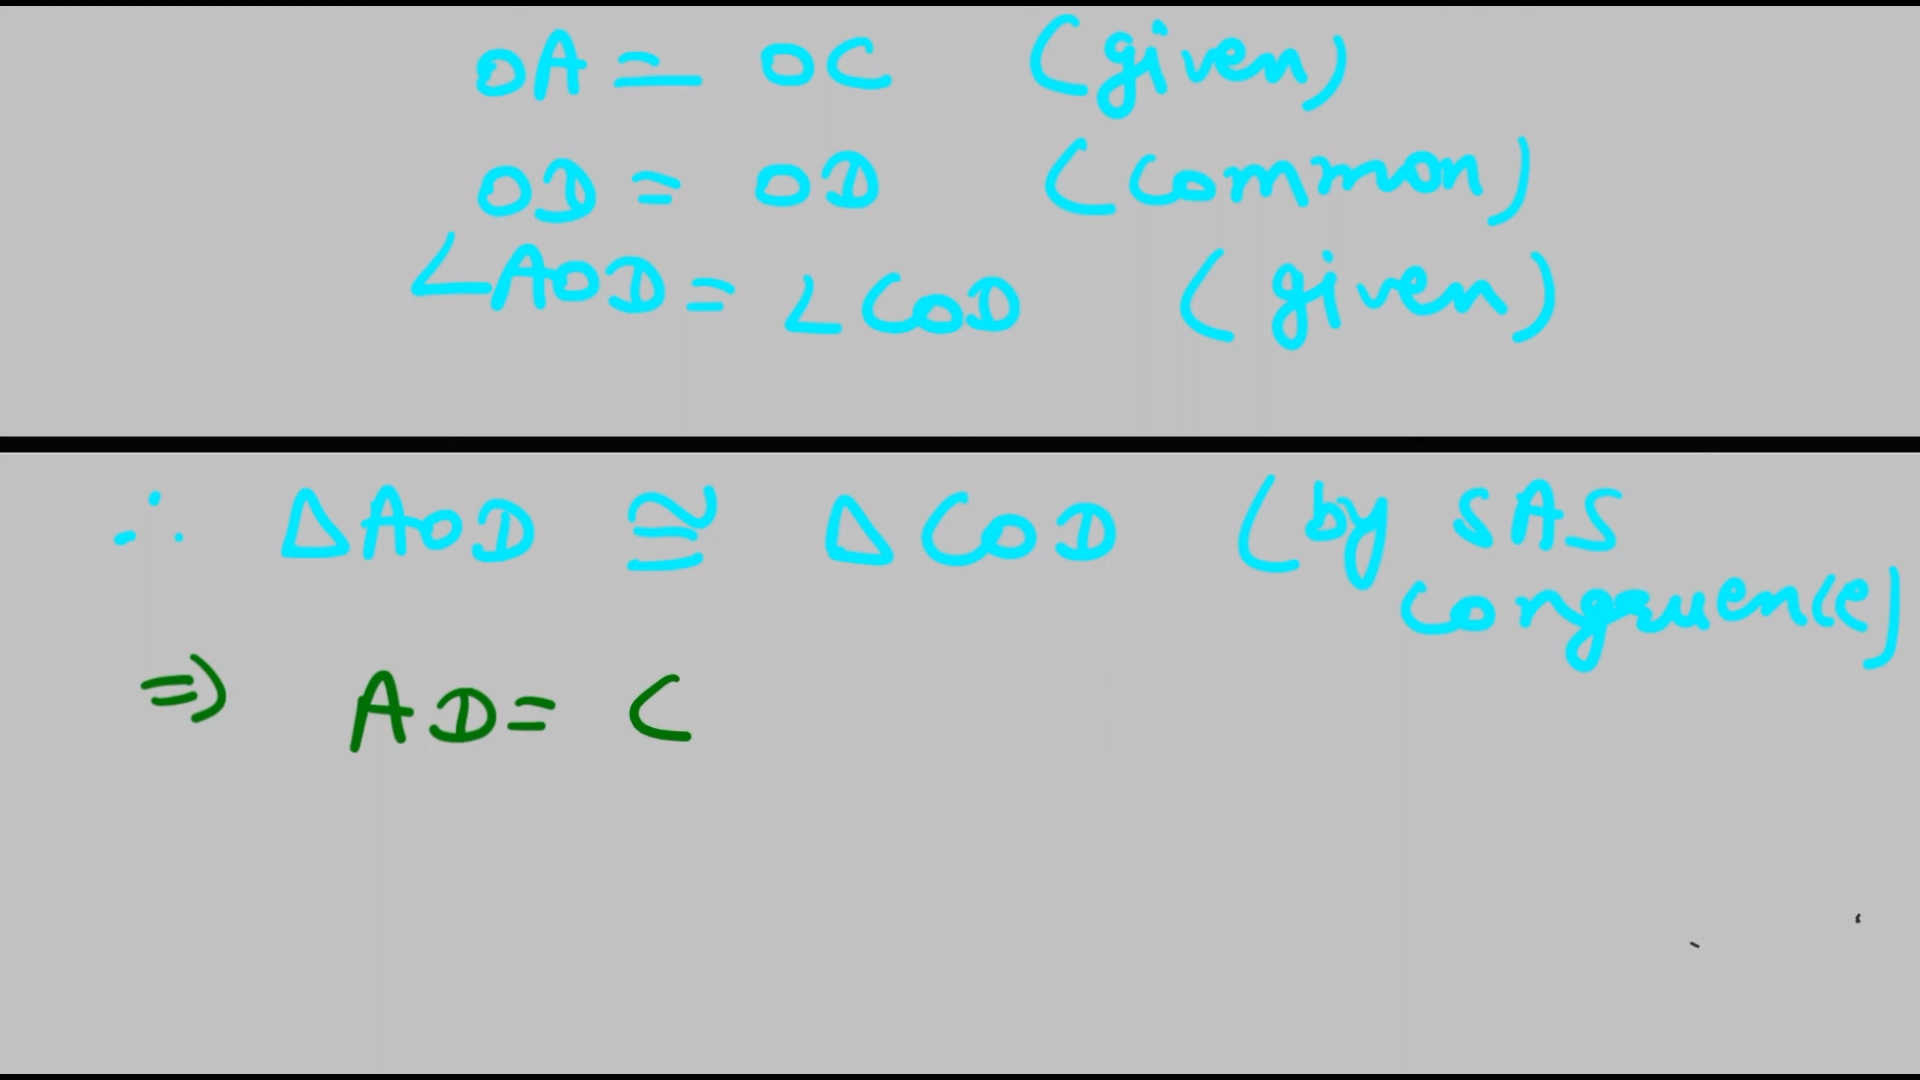 OA = OC (given)
OD = OD (common)
∠AOD = ∠COD (given)
∴ ΔAOD ≅ ΔCOD (by SAS
congruence)
⇒ AD = C